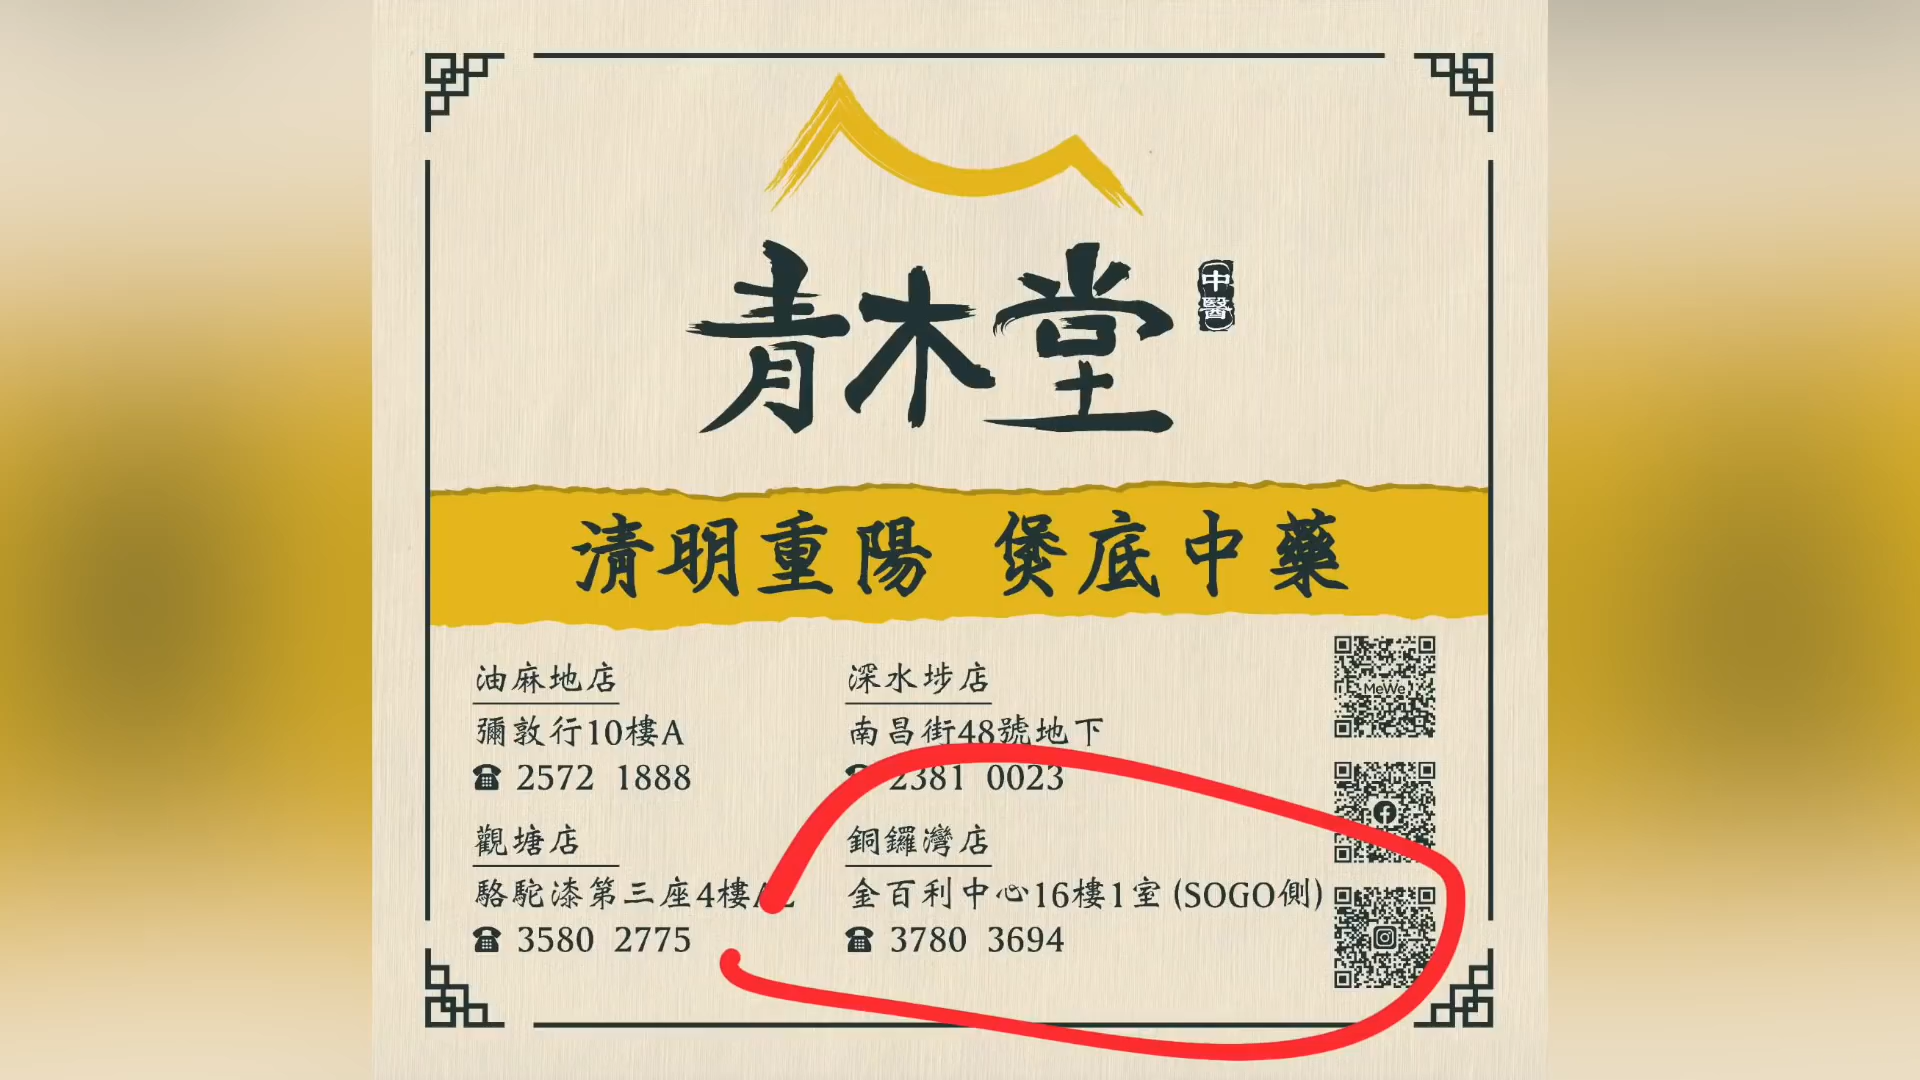 青木堂
中醫
清明重陽 煲底中藥
油麻地店
彌敦行10樓A
2572 1888
深水埗店
南昌街48號地下
2381 0023
觀塘店
駱駝漆第三座4樓
3580 2775
銅鑼灣店
金百利中心16樓1室 (SOGO側)
3780 3694
MeWe